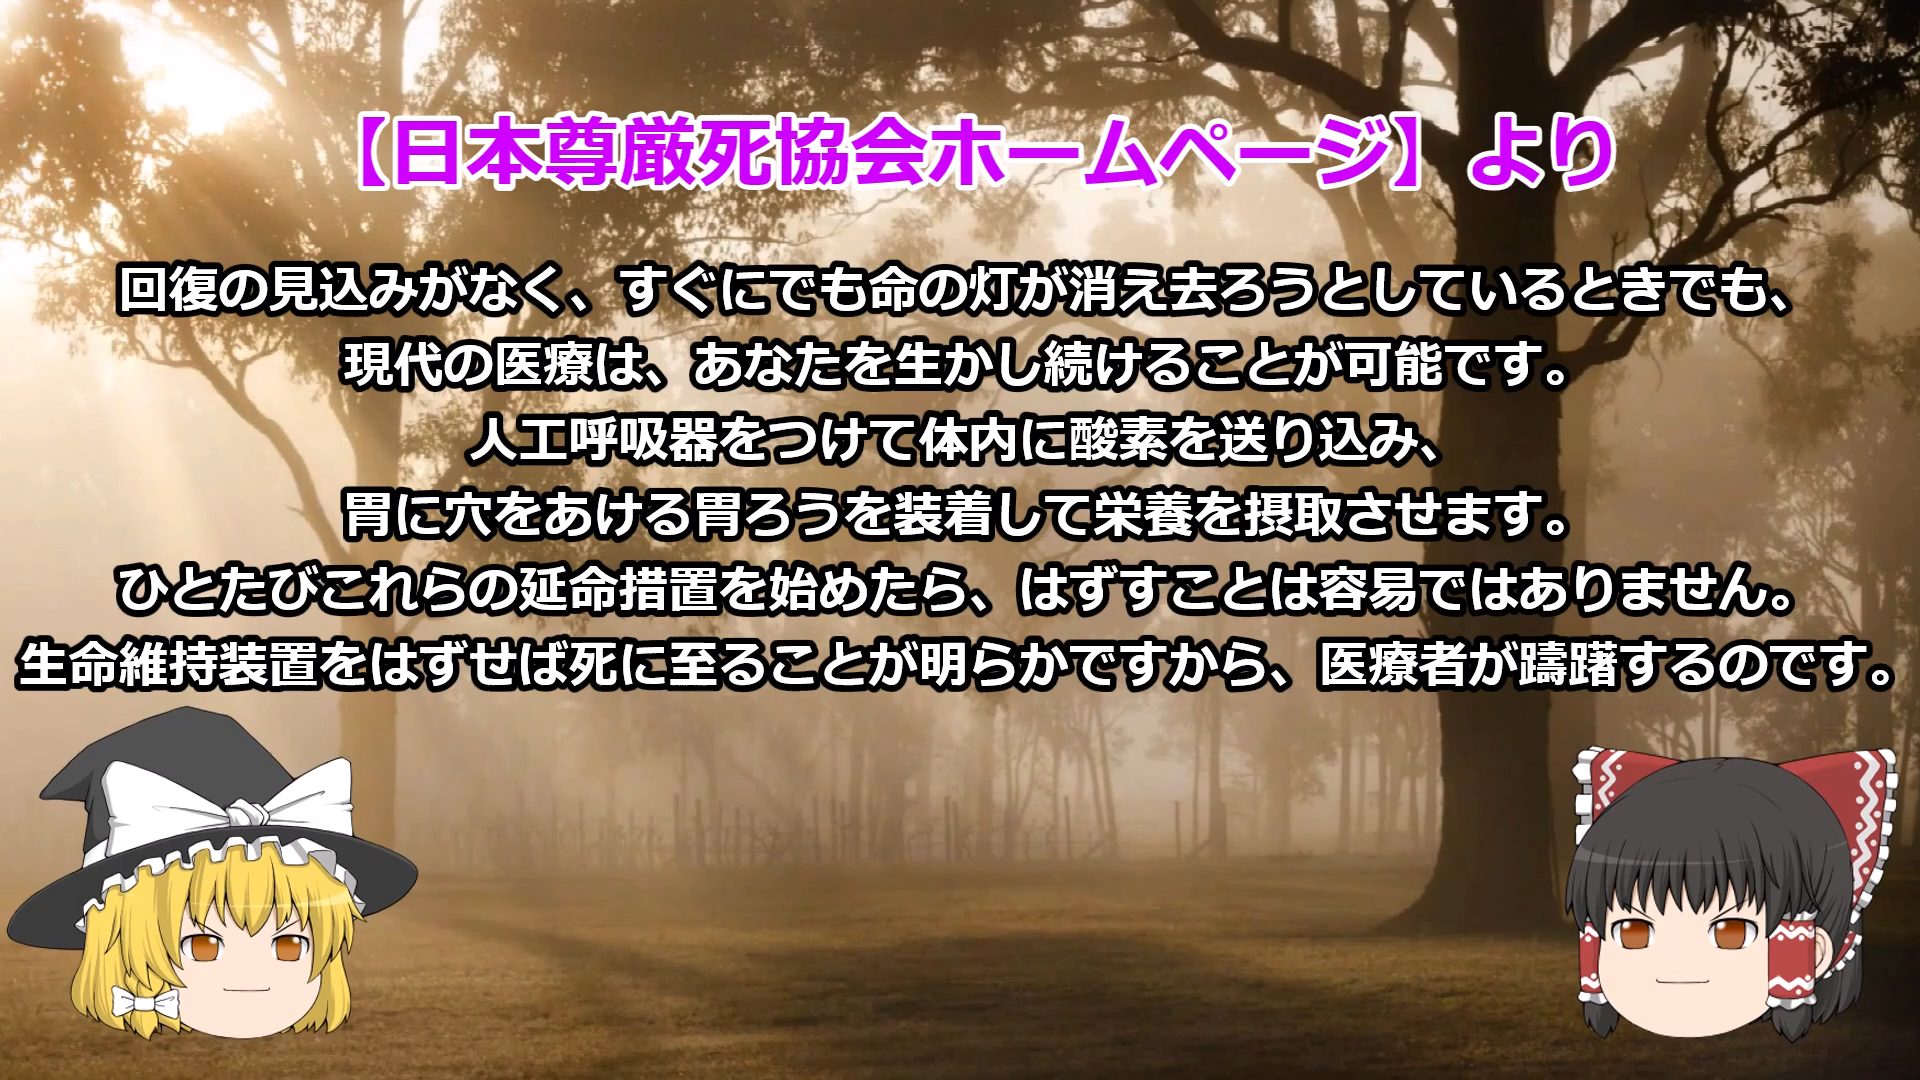 【日本尊厳死協会ホームページ】より
回復の見込みがなく、すぐにでも命の灯が消え去ろうとしているときでも、
現代の医療は、あなたを生かし続けることが可能です。
人工呼吸器をつけて体内に酸素を送り込み、
胃に穴をあける胃ろうを装着して栄養を摂取させます。
ひとたびこれらの延命措置を始めたら、はずすことは容易ではありません。
生命維持装置をはずせば死に至ることが明らかですから、医療者が躊躇するのです。